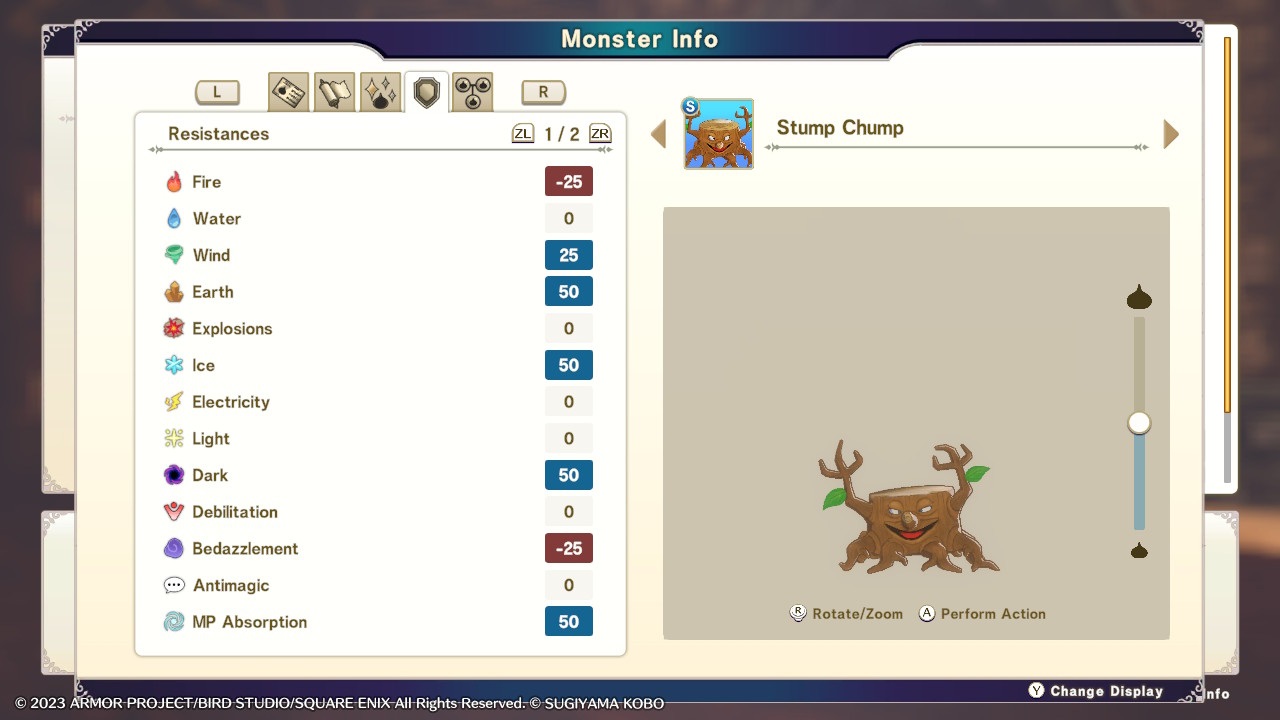 Monster Info
L
R
Resistances
ZL 1 / 2 ZR
Fire -25
Water 0
Wind 25
Earth 50
Explosions 0
Ice 50
Electricity 0
Light 0
Dark 50
Debilitation 0
Bedazzlement -25
Antimagic 0
MP Absorption 50
S
Stump Chump
R Rotate/Zoom A Perform Action
Y Change Display
Info
© 2023 ARMOR PROJECT/BIRD STUDIO/SQUARE ENIX All Rights Reserved. © SUGIYAMA KOBO